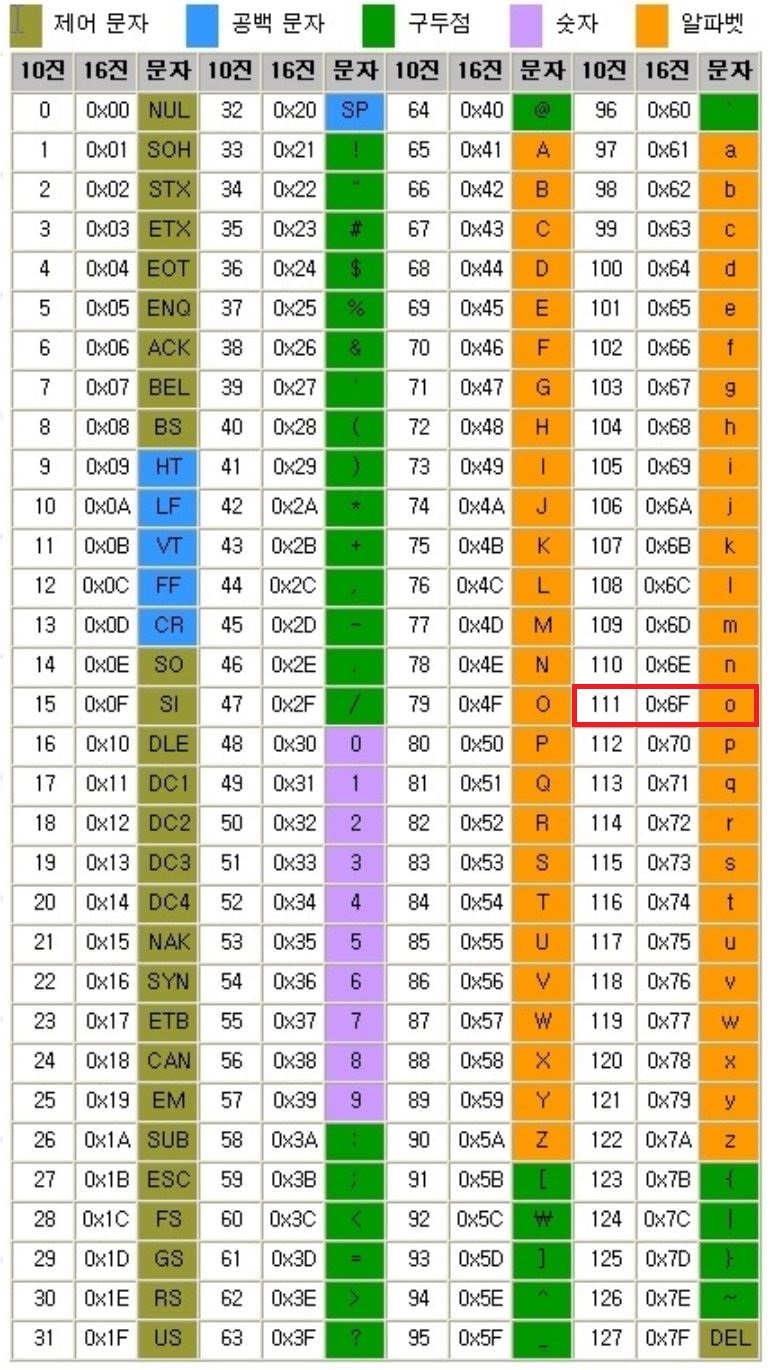 제어 문자 공백 문자 구두점 숫자 알파벳
10진 16진 문자 10진 16진 문자 10진 16진 문자 10진 16진 문자
0 0x00 NUL 32 0x20 SP 64 0x40 @ 96 0x60 `
1 0x01 SOH 33 0x21 ! 65 0x41 A 97 0x61 a
2 0x02 STX 34 0x22 " 66 0x42 B 98 0x62 b
3 0x03 ETX 35 0x23 # 67 0x43 C 99 0x63 c
4 0x04 EOT 36 0x24 $ 68 0x44 D 100 0x64 d
5 0x05 ENQ 37 0x25 % 69 0x45 E 101 0x65 e
6 0x06 ACK 38 0x26 & 70 0x46 F 102 0x66 f
7 0x07 BEL 39 0x27 ' 71 0x47 G 103 0x67 g
8 0x08 BS 40 0x28 ( 72 0x48 H 104 0x68 h
9 0x09 HT 41 0x29 ) 73 0x49 I 105 0x69 i
10 0x0A LF 42 0x2A * 74 0x4A J 106 0x6A j
11 0x0B VT 43 0x2B + 75 0x4B K 107 0x6B k
12 0x0C FF 44 0x2C , 76 0x4C L 108 0x6C l
13 0x0D CR 45 0x2D - 77 0x4D M 109 0x6D m
14 0x0E SO 46 0x2E . 78 0x4E N 110 0x6E n
15 0x0F SI 47 0x2F / 79 0x4F O 111 0x6F o
16 0x10 DLE 48 0x30 0 80 0x50 P 112 0x70 p
17 0x11 DC1 49 0x31 1 81 0x51 Q 113 0x71 q
18 0x12 DC2 50 0x32 2 82 0x52 R 114 0x72 r
19 0x13 DC3 51 0x33 3 83 0x53 S 115 0x73 s
20 0x14 DC4 52 0x34 4 84 0x54 T 116 0x74 t
21 0x15 NAK 53 0x35 5 85 0x55 U 117 0x75 u
22 0x16 SYN 54 0x36 6 86 0x56 V 118 0x76 v
23 0x17 ETB 55 0x37 7 87 0x57 W 119 0x77 w
24 0x18 CAN 56 0x38 8 88 0x58 X 120 0x78 x
25 0x19 EM 57 0x39 9 89 0x59 Y 121 0x79 y
26 0x1A SUB 58 0x3A : 90 0x5A Z 122 0x7A z
27 0x1B ESC 59 0x3B ; 91 0x5B [ 123 0x7B {
28 0x1C FS 60 0x3C < 92 0x5C ₩ 124 0x7C |
29 0x1D GS 61 0x3D = 93 0x5D ] 125 0x7D }
30 0x1E RS 62 0x3E > 94 0x5E ^ 126 0x7E ~
31 0x1F US 63 0x3F ? 95 0x5F _ 127 0x7F DEL